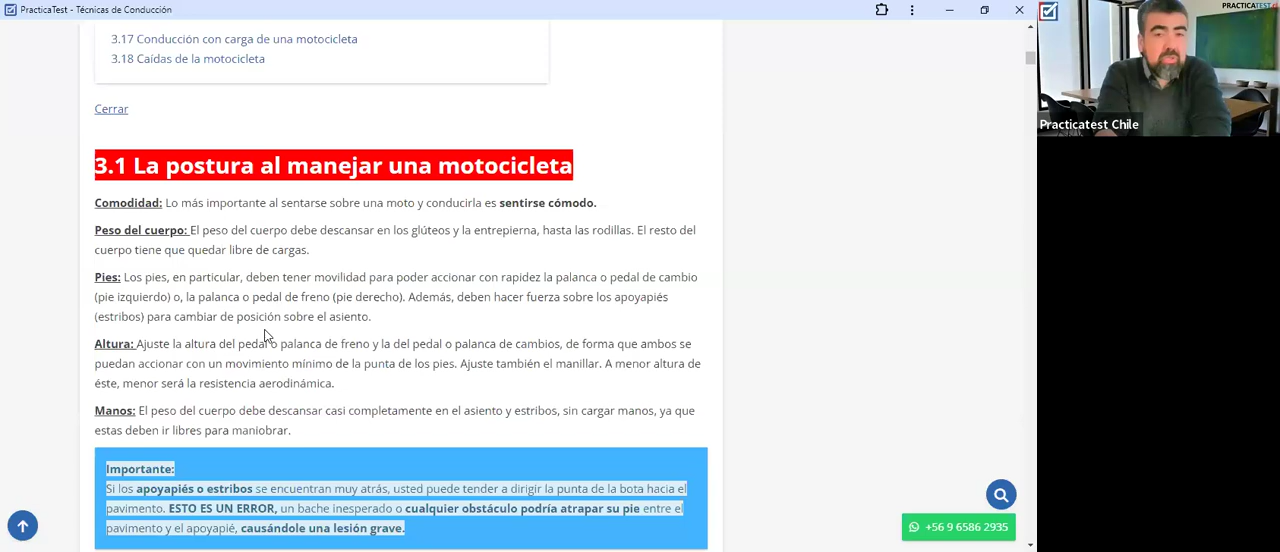 PracticaTest - Técnicas de Conducción
PRACTICATEST
3.17 Conducción con carga de una motocicleta
3.18 Caídas de la motocicleta
Practicatest Chile
Cerrar
3.1 La postura al manejar una motocicleta
Comodidad: Lo más importante al sentarse sobre una moto y conducirla es sentirse cómodo.
Peso del cuerpo: El peso del cuerpo debe descansar en los glúteos y la entrepierna, hasta las rodillas. El resto del
cuerpo tiene que quedar libre de cargas.
Pies: Los pies, en particular, deben tener movilidad para poder accionar con rapidez la palanca o pedal de cambio
(pie izquierdo) o, la palanca o pedal de freno (pie derecho). Además, deben hacer fuerza sobre los apoyapiés
(estribos) para cambiar de posición sobre el asiento.
Altura: Ajuste la altura del pedal o palanca de freno y la del pedal o palanca de cambios, de forma que ambos se
puedan accionar con un movimiento mínimo de la punta de los pies. Ajuste también el manillar. A menor altura de
éste, menor será la resistencia aerodinámica.
Manos: El peso del cuerpo debe descansar casi completamente en el asiento y estribos, sin cargar manos, ya que
estas deben ir libres para maniobrar.
Importante:
Si los apoyapiés o estribos se encuentran muy atrás, usted puede tender a dirigir la punta de la bota hacia el
pavimento. ESTO ES UN ERROR, un bache inesperado o cualquier obstáculo podría atrapar su pie entre el
pavimento y el apoyapié, causándole una lesión grave.
+56 9 6586 2935